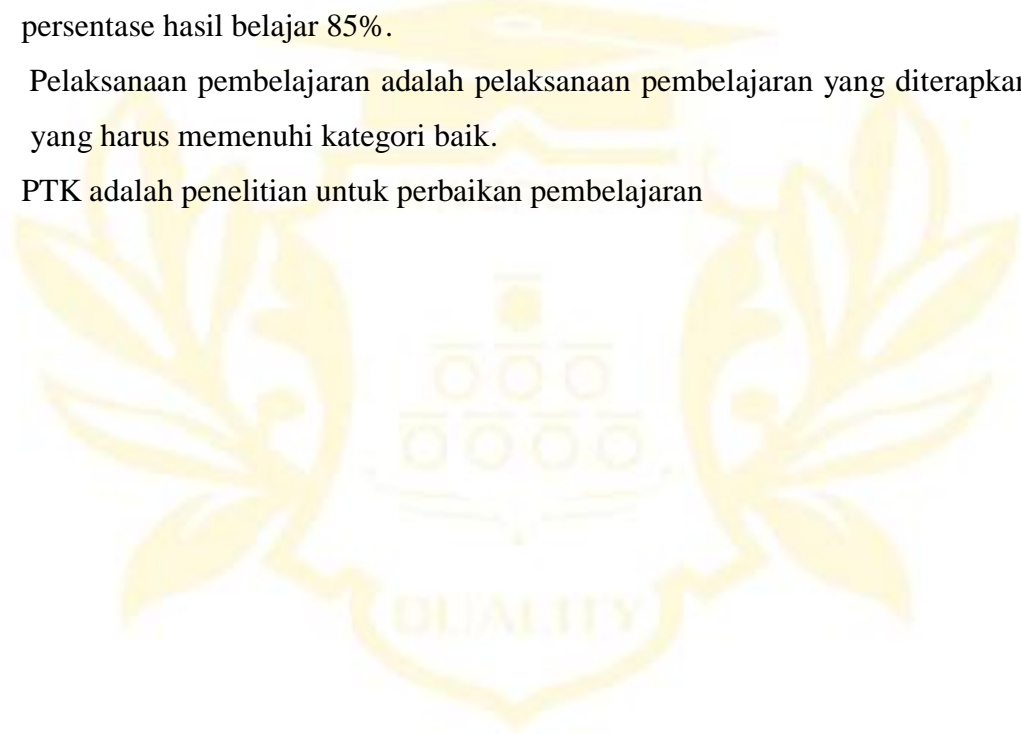 persentase hasil belajar 85%.
Pelaksanaan pembelajaran adalah pelaksanaan pembelajaran yang diterapkan
yang harus memenuhi kategori baik.
PTK adalah penelitian untuk perbaikan pembelajaran
QUALITY